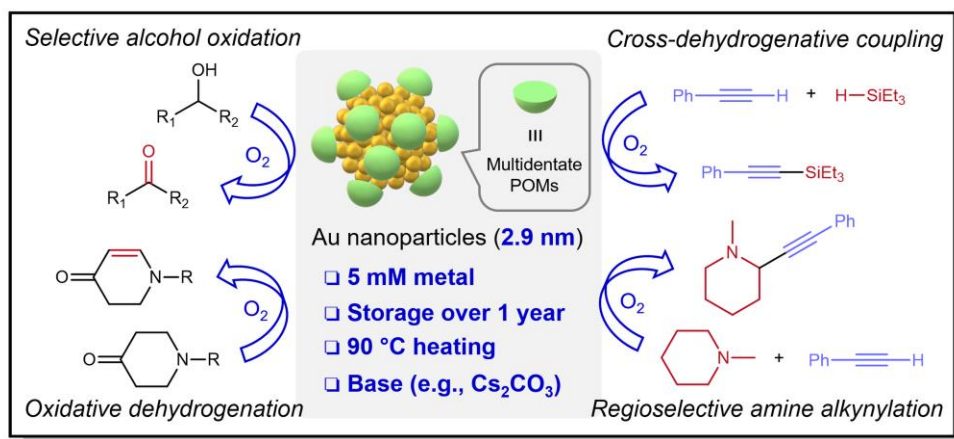 Selective alcohol oxidation
OH
R1 R2
O2
O
R1 R2
O
N R
O2
O
N R
Oxidative dehydrogenation
≡
Multidentate
POMs
Au nanoparticles (2.9 nm)
❏ 5 mM metal
❏ Storage over 1 year
❏ 90 °C heating
❏ Base (e.g., Cs₂CO₃)
Cross-dehydrogenative coupling
Ph H + H SiEt3
O2
Ph SiEt3
Ph
N
O2
N + Ph H
Regioselective amine alkynylation